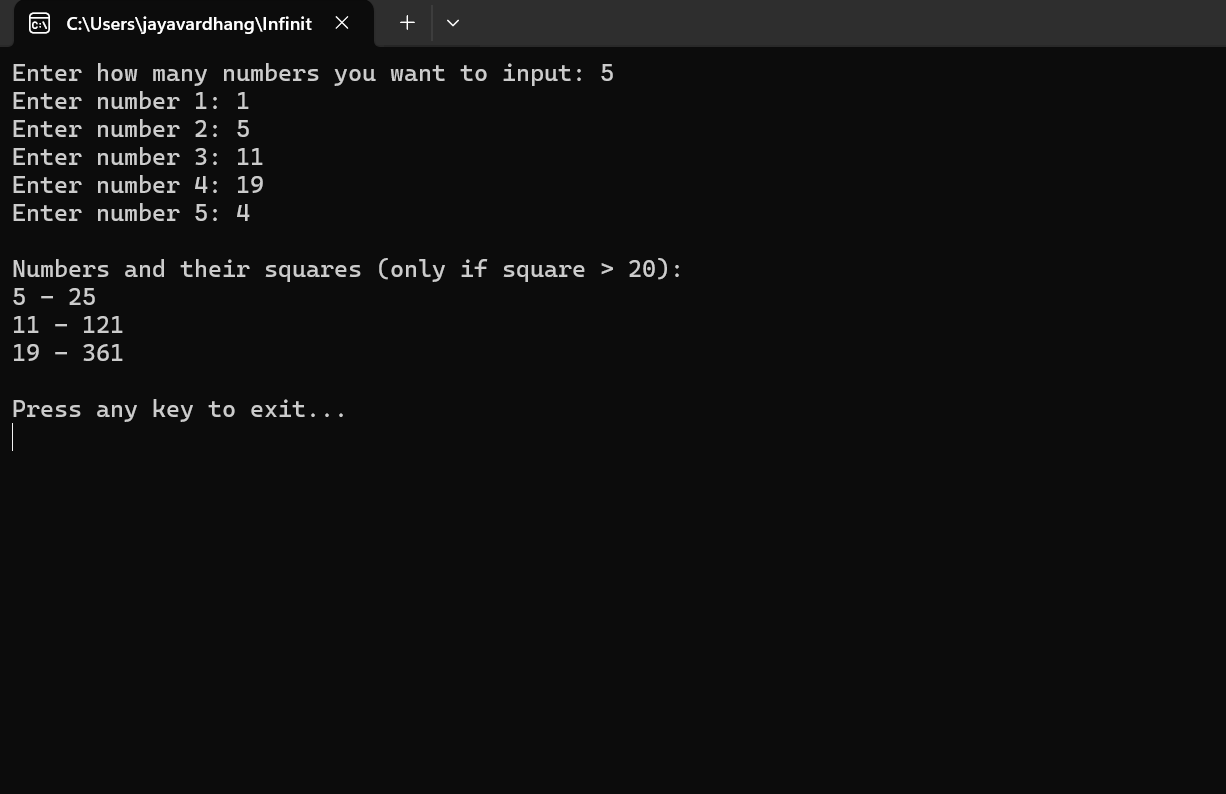 C:\Users\jayavardhang\Infinit
Enter how many numbers you want to input: 5
Enter number 1: 1
Enter number 2: 5
Enter number 3: 11
Enter number 4: 19
Enter number 5: 4
Numbers and their squares (only if square > 20):
5 - 25
11 - 121
19 - 361
Press any key to exit...